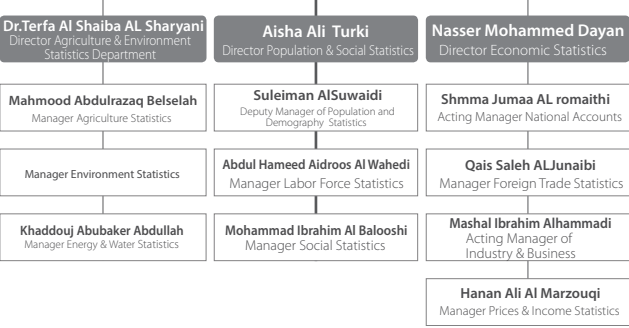 Dr.Terfa Al Shaiba AL Sharyani
Director Agriculture & Environment
Statistics Department
Mahmood Abdulrazaq Belselah
Manager Agriculture Statistics
Manager Environment Statistics
Khaddouj Abubaker Abdullah
Manager Energy & Water Statistics
Aisha Ali Turki
Director Population & Social Statistics
Suleiman AlSuwaidi
Deputy Manager of Population and
Demography Statistics
Abdul Hameed Aidroos Al Wahedi
Manager Labor Force Statistics
Mohammad Ibrahim Al Balooshi
Manager Social Statistics
Nasser Mohammed Dayan
Director Economic Statistics
Shmma Jumaa AL romaithi
Acting Manager National Accounts
Qais Saleh ALJunaibi
Manager Foreign Trade Statistics
Mashal Ibrahim Alhammadi
Acting Manager of
Industry & Business
Hanan Ali Al Marzouqi
Manager Prices & Income Statistics